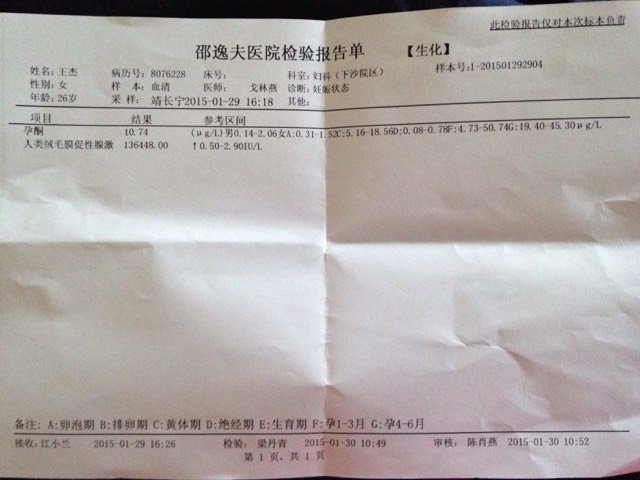 此检验报告仅对本次标本负责
邵逸夫医院检验报告单 【生化】
姓名:王杰 病历号:8076228 床号: 科室:妇科(下沙院区) 样本号:1-201501292904
性别:女 样 本:血清 医师: 戈林燕 诊断:妊娠状态
年龄:26岁 采 样: 靖长宁2015-01-29 16:18 其他:
项目 结果 参考区间
孕酮 10.74 (μg/L)男0.14-2.06女A:0.31-1.52C:5.16-18.56D:0.08-0.78F:4.73-50.74G:19.40-45.30μg/L
人类绒毛膜促性腺激 136448.00 ↑0.50-2.90IU/L
备注: A:卵泡期 B:排卵期 C:黄体期 D:绝经期 E:生育期 F:孕1-3月 G:孕4-6月
接收:江小兰 2015-01-29 16:26 检验: 梁丹青 2015-01-30 10:49 审核: 陈肖燕 2015-01-30 10:52
第 1 页,共 1 页